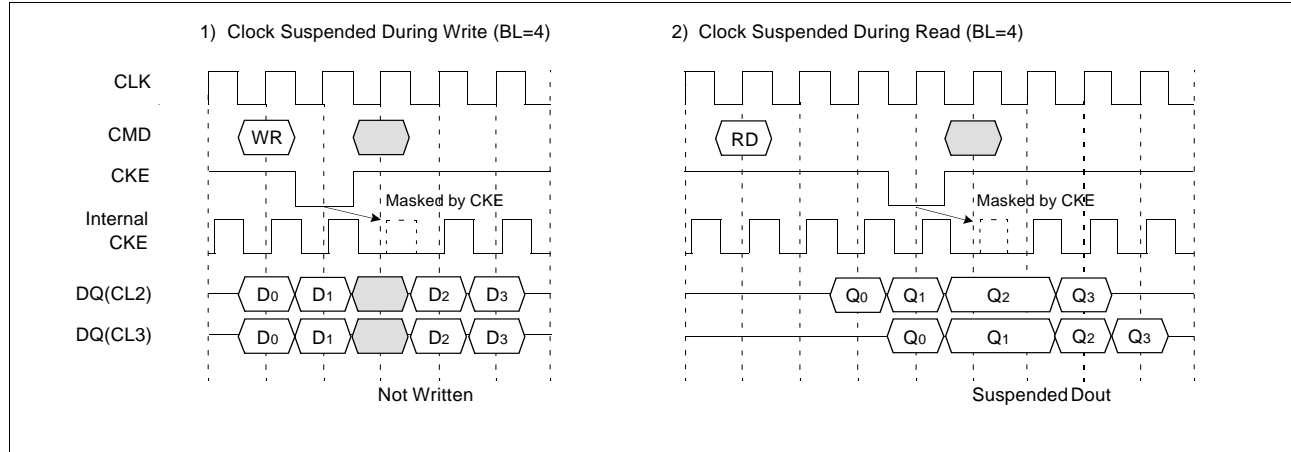 1) Clock Suspended During Write (BL=4)
2) Clock Suspended During Read (BL=4)
CLK
CMD WR RD
CKE
Masked by CKE Masked by CKE
Internal
CKE
DQ(CL2) D0 D1 D2 D3 Q0 Q1 Q2 Q3
DQ(CL3) D0 D1 D2 D3 Q0 Q1 Q2 Q3
Not Written Suspended Dout